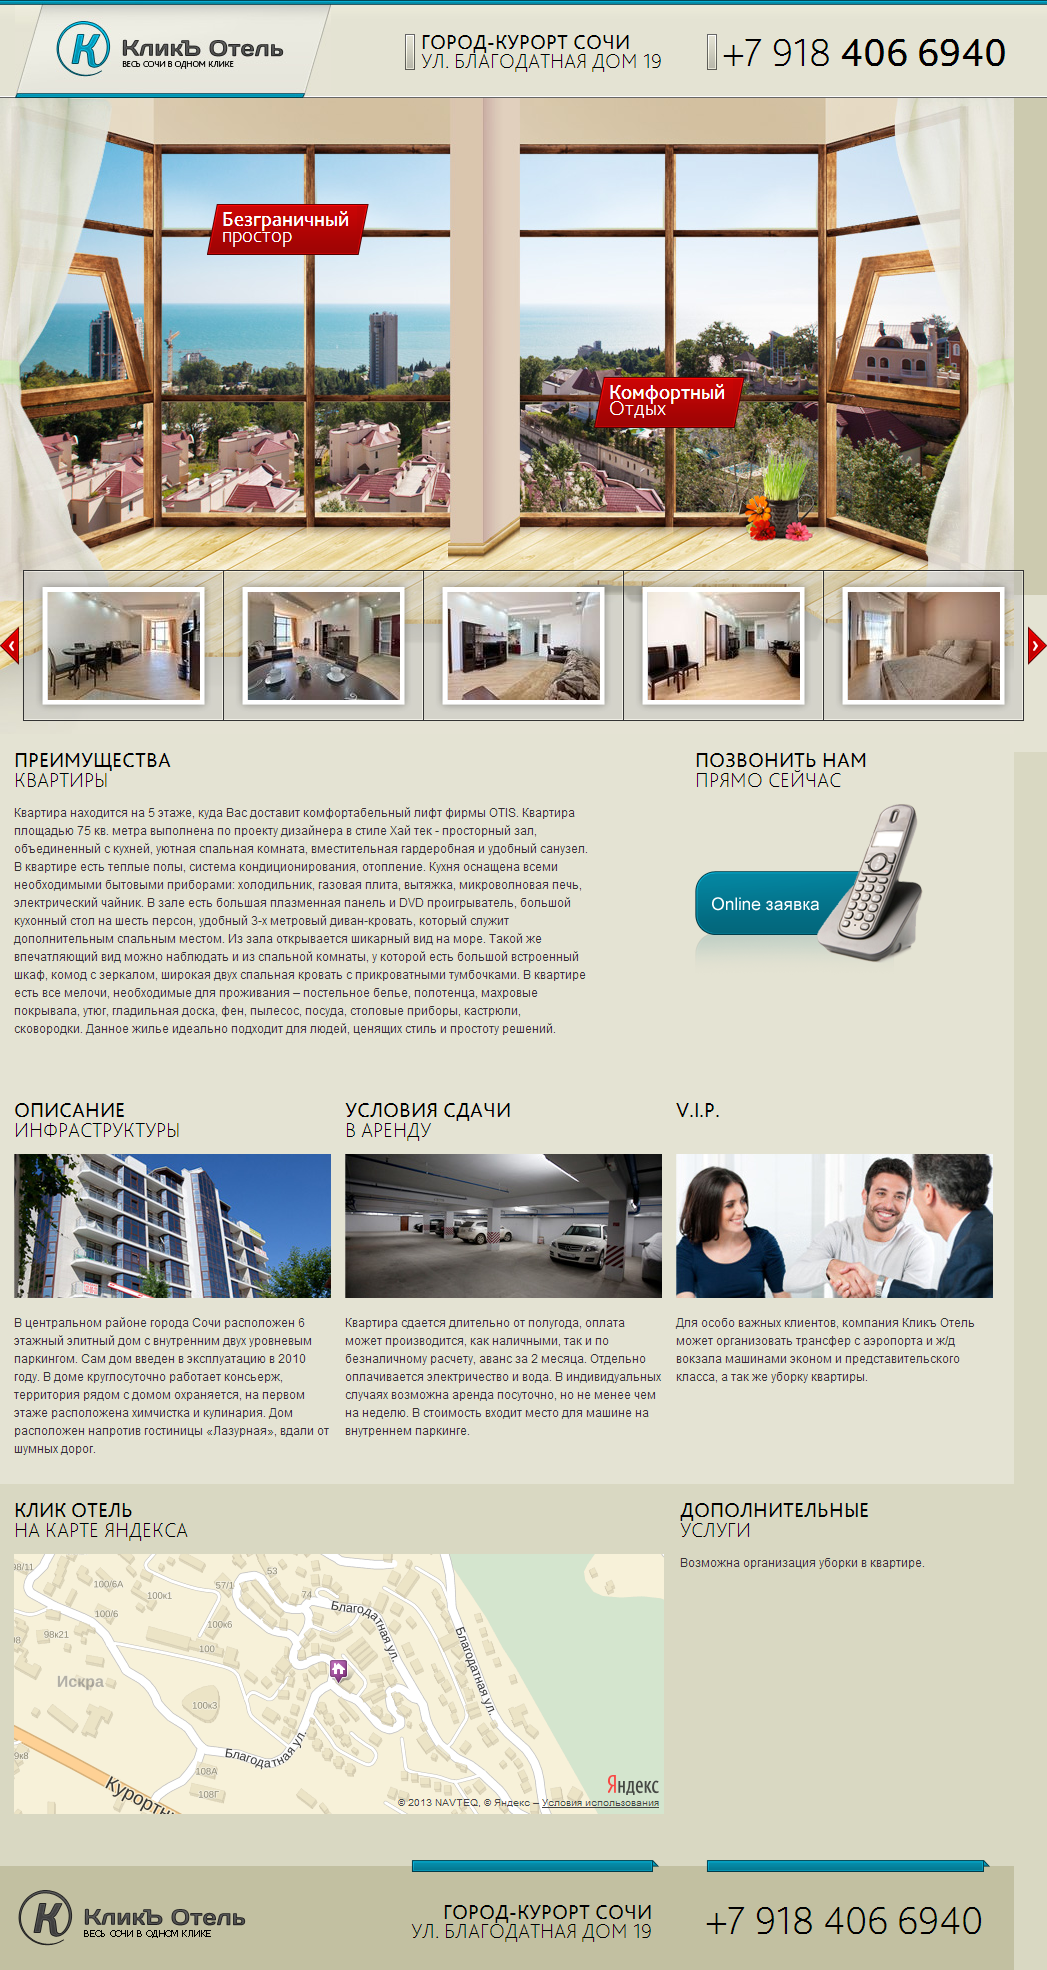 КликЪ Отель
ВЕСЬ СОЧИ В ОДНОМ КЛИКЕ
ГОРОД-КУРОРТ СОЧИ
УЛ. БЛАГОДАТНАЯ ДОМ 19
+7 918 406 6940
Безграничный
простор
Комфортный
Отдых
ПРЕИМУЩЕСТВА
КВАРТИРЫ
Квартира находится на 5 этаже, куда Вас доставит комфортабельный лифт фирмы OTIS. Квартира
площадью 75 кв. метра выполнена по проекту дизайнера в стиле Хай тек - просторный зал,
объединенный с кухней, уютная спальная комната, вместительная гардеробная и удобный санузел.
В квартире есть теплые полы, система кондиционирования, отопление. Кухня оснащена всеми
необходимыми бытовыми приборами: холодильник, газовая плита, вытяжка, микроволновая печь,
электрический чайник. В зале есть большая плазменная панель и DVD проигрыватель, большой
кухонный стол на шесть персон, удобный 3-х метровый диван-кровать, который служит
дополнительным спальным местом. Из зала открывается шикарный вид на море. Такой же
впечатляющий вид можно наблюдать и из спальной комнаты, у которой есть большой встроенный
шкаф, комод с зеркалом, широкая двух спальная кровать с прикроватными тумбочками. В квартире
есть все мелочи, необходимые для проживания – постельное белье, полотенца, махровые
покрывала, утюг, гладильная доска, фен, пылесос, посуда, столовые приборы, кастрюли,
сковородки. Данное жилье идеально подходит для людей, ценящих стиль и простоту решений.
ПОЗВОНИТЬ НАМ
ПРЯМО СЕЙЧАС
Online заявка
ОПИСАНИЕ
ИНФРАСТРУКТУРЫ
В центральном районе города Сочи расположен 6
этажный элитный дом с внутренним двух уровневым
паркингом. Сам дом введен в эксплуатацию в 2010
году. В доме круглосуточно работает консьерж,
территория рядом с домом охраняется, на первом
этаже расположена химчистка и кулинария. Дом
расположен напротив гостиницы «Лазурная», вдали от
шумных дорог.
УСЛОВИЯ СДАЧИ
В АРЕНДУ
Квартира сдается длительно от полугода, оплата
может производится, как наличными, так и по
безналичному расчету, аванс за 2 месяца. Отдельно
оплачивается электричество и вода. В индивидуальных
случаях возможна аренда посуточно, но не менее чем
на неделю. В стоимость входит место для машине на
внутреннем паркинге.
V.I.P.
Для особо важных клиентов, компания Кликъ Отель
может организовать трансфер с аэропорта и ж/д
вокзала машинами эконом и представительского
класса, а так же уборку квартиры.
КЛИК ОТЕЛЬ
НА КАРТЕ ЯНДЕКСА
98/11
100/6А
100к1
57/1
53
74
100/6
98к21
100к6
98
100
Искра
100к3
9к8
108А
108Г
Благодатная ул.
Благодатная ул.
Благодатная ул.
Курортн
Яндекс
© 2013 NAVTEQ, © Яндекс – Условия использования
ДОПОЛНИТЕЛЬНЫЕ
УСЛУГИ
Возможна организация уборки в квартире.
КликЪ Отель
ВЕСЬ СОЧИ В ОДНОМ КЛИКЕ
ГОРОД-КУРОРТ СОЧИ
УЛ. БЛАГОДАТНАЯ ДОМ 19
+7 918 406 6940